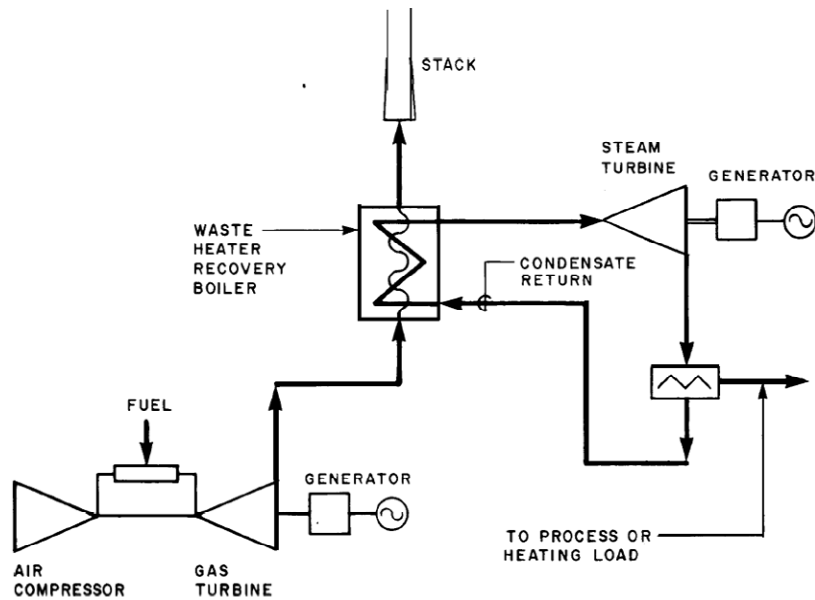 STACK
STEAM
TURBINE
GENERATOR
WASTE
HEATER
RECOVERY
BOILER
CONDENSATE
RETURN
FUEL
GENERATOR
TO PROCESS OR
HEATING LOAD
AIR
COMPRESSOR
GAS
TURBINE